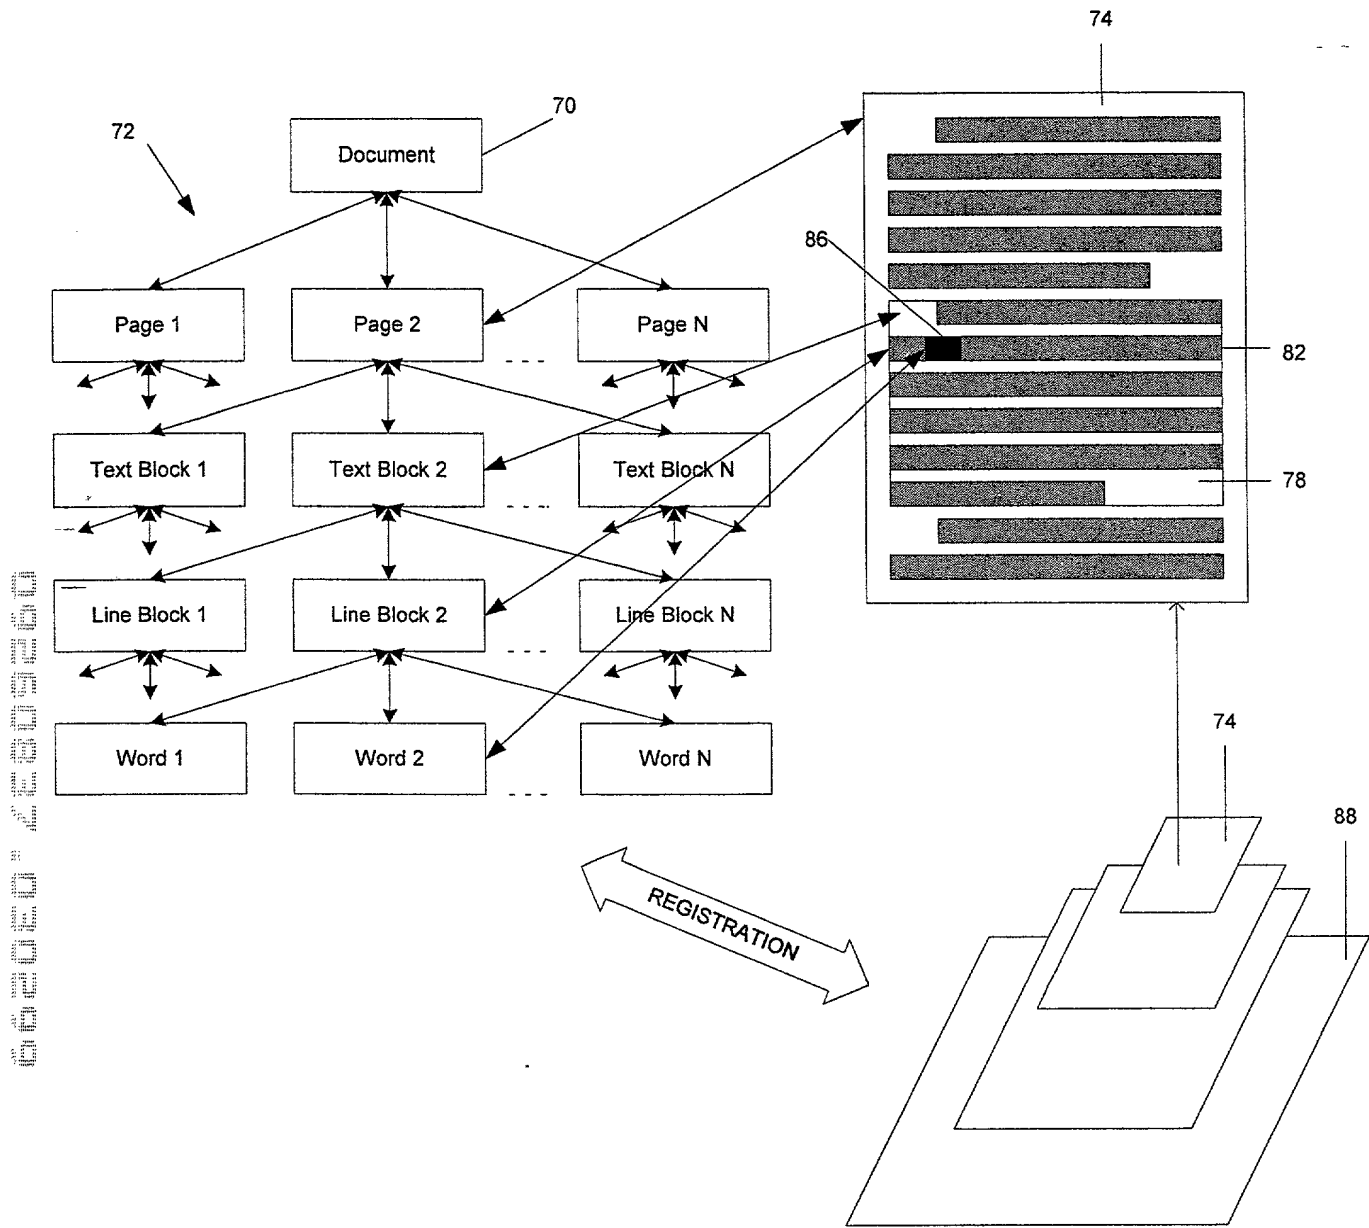 74
70
72
Document
86
Page 1
Page 2
Page N
82
Text Block 1
Text Block 2
Text Block N
78
Line Block 1
Line Block 2
Line Block N
74
Word 1
Word 2
Word N
88
REGISTRATION